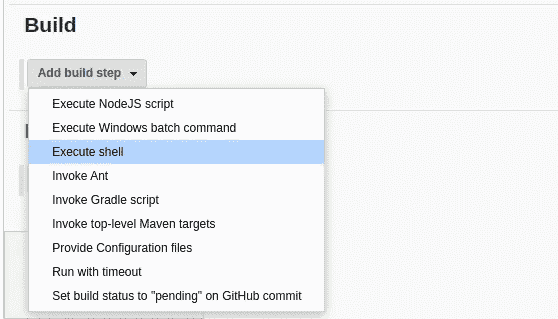 Build
Add build step
Execute NodeJS script
Execute Windows batch command
Execute shell
Invoke Ant
Invoke Gradle script
Invoke top-level Maven targets
Provide Configuration files
Run with timeout
Set build status to "pending" on GitHub commit